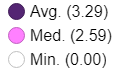 Avg. (3.29)
Med. (2.59)
Min. (0.00)